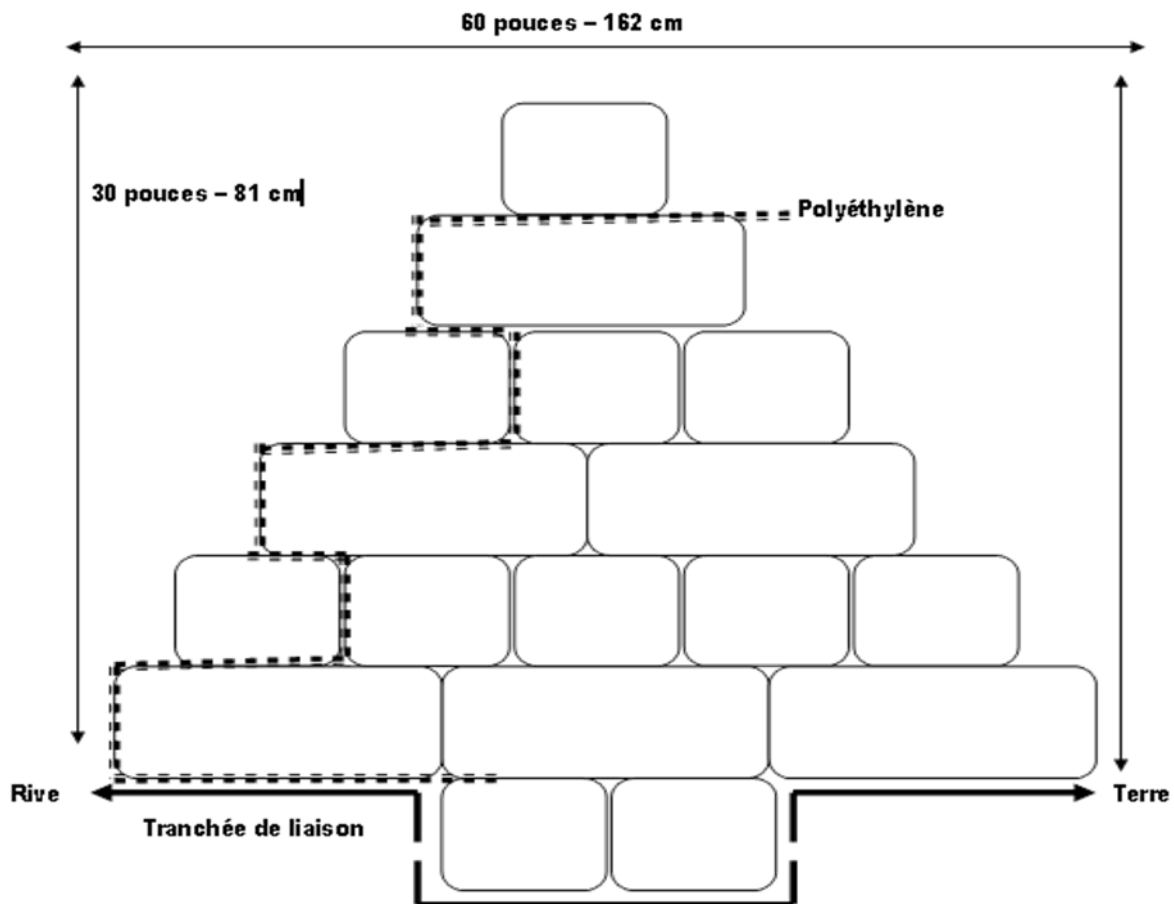 60 pouces – 162 cm
30 pouces – 81 cm
Polyéthylène
Rive
Terre
Tranchée de liaison